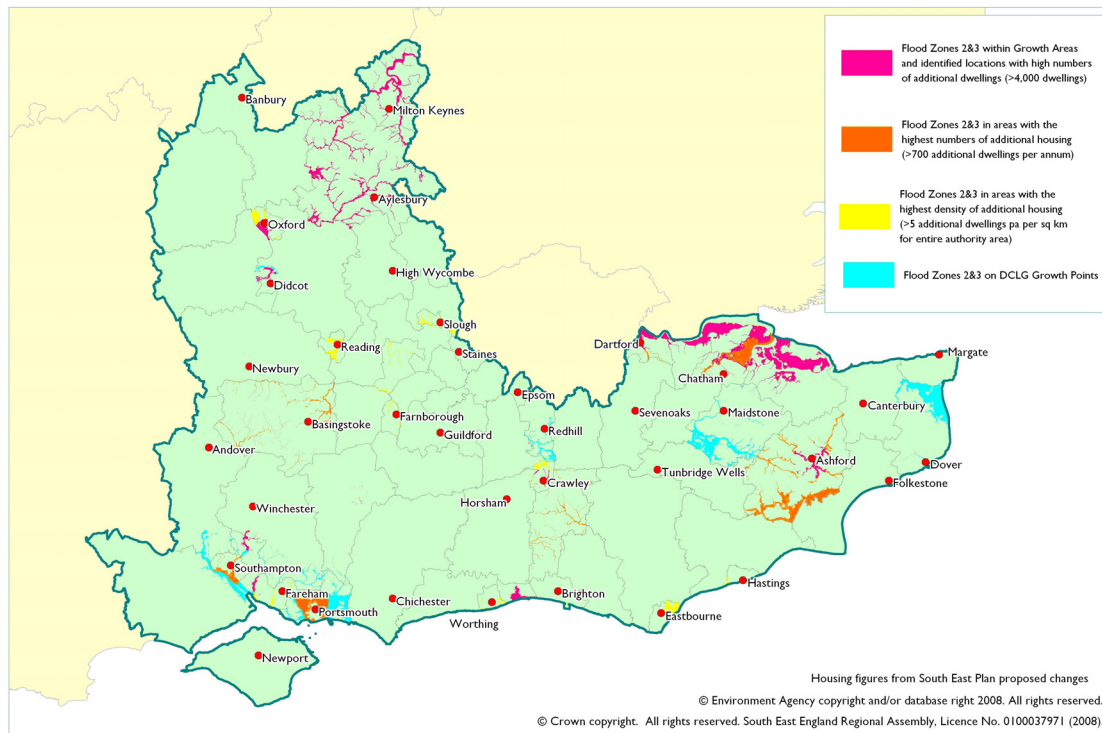 Flood Zones 2&3 within Growth Areas
and identified locations with high numbers
of additional dwellings (>4,000 dwellings)
Flood Zones 2&3 in areas with the
highest numbers of additional housing
(>700 additional dwellings per annum)
Flood Zones 2&3 in areas with the
highest density of additional housing
(>5 additional dwellings pa per sq km
for entire authority area)
Flood Zones 2&3 on DCLG Growth Points
Banbury
Milton Keynes
Aylesbury
Oxford
High Wycombe
Didcot
Slough
Reading
Staines
Dartford
Margate
Newbury
Chatham
Epsom
Canterbury
Farnborough
Sevenoaks
Maidstone
Basingstoke
Guildford
Redhill
Andover
Ashford
Dover
Tunbridge Wells
Folkestone
Crawley
Horsham
Winchester
Southampton
Hastings
Fareham
Brighton
Chichester
Portsmouth
Worthing
Eastbourne
Newport
Housing figures from South East Plan proposed changes
© Environment Agency copyright and/or database right 2008. All rights reserved.
© Crown copyright. All rights reserved. South East England Regional Assembly, Licence No. 0100037971 (2008)